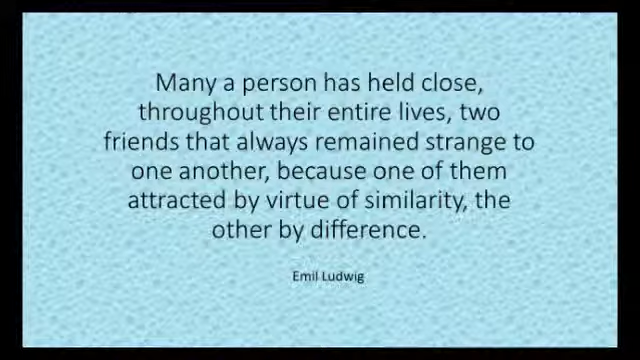 Many a person has held close,
throughout their entire lives, two
friends that always remained strange to
one another, because one of them
attracted by virtue of similarity, the
other by difference.
Emil Ludwig